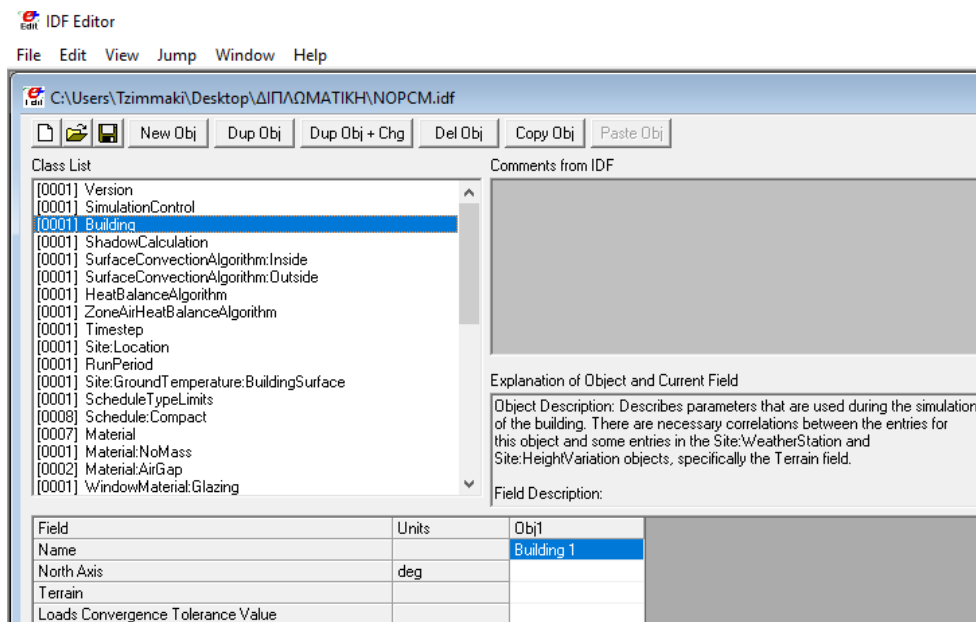 IDF Editor
File Edit View Jump Window Help
C:\Users\Tzimmaki\Desktop\ΔΙΠΛΩΜΑΤΙΚΗ\NOPCM.idf
New Obj Dup Obj Dup Obj + Chg Del Obj Copy Obj Paste Obj
Class List
[0001] Version
[0001] SimulationControl
[0001] Building
[0001] ShadowCalculation
[0001] SurfaceConvectionAlgorithm:Inside
[0001] SurfaceConvectionAlgorithm:Outside
[0001] HeatBalanceAlgorithm
[0001] ZoneAirHeatBalanceAlgorithm
[0001] Timestep
[0001] Site:Location
[0001] RunPeriod
[0001] Site:GroundTemperature:BuildingSurface
[0001] ScheduleTypeLimits
[0008] Schedule:Compact
[0007] Material
[0001] Material:NoMass
[0002] Material:AirGap
[0001] WindowMaterial:Glazing
Comments from IDF
Explanation of Object and Current Field
Object Description: Describes parameters that are used during the simulation
of the building. There are necessary correlations between the entries for
this object and some entries in the Site:WeatherStation and
Site:HeightVariation objects, specifically the Terrain field.
Field Description:
Field Units Obj1
Name Building 1
North Axis deg
Terrain
Loads Convergence Tolerance Value